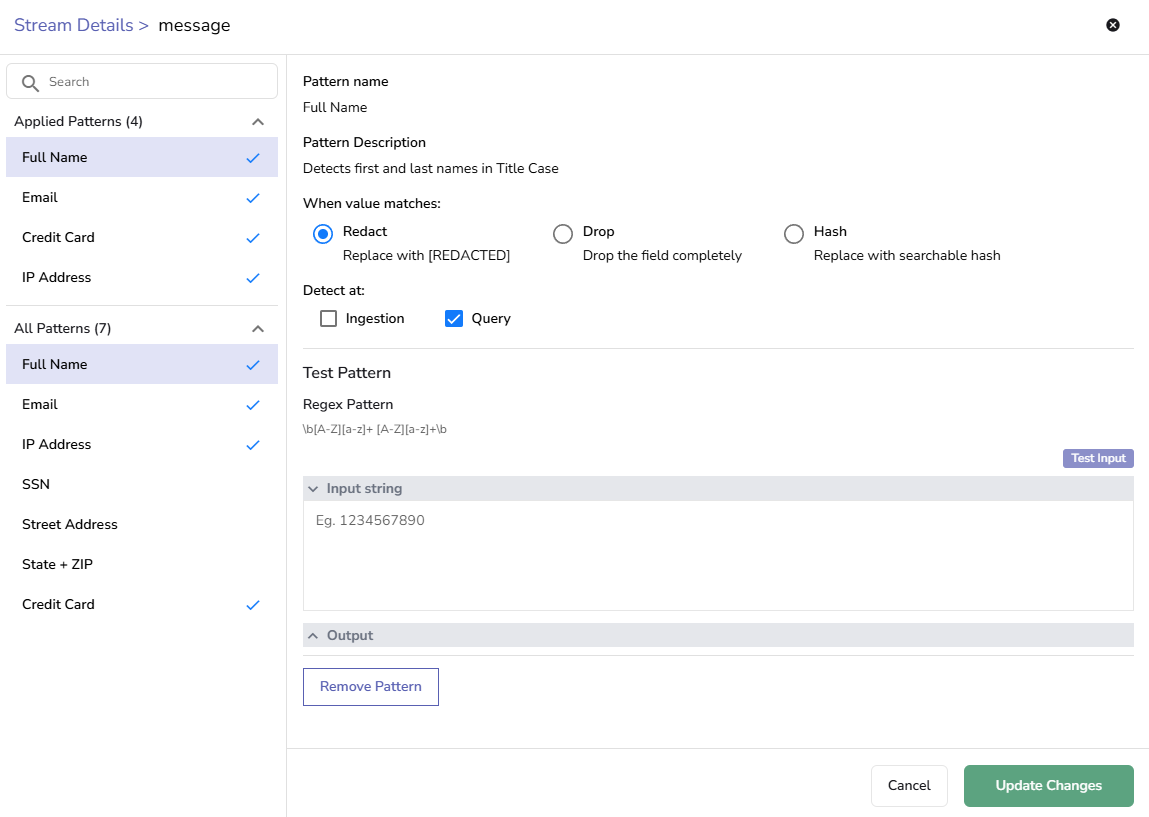 Stream Details > message
Search
Applied Patterns (4)
Full Name
Email
Credit Card
IP Address
All Patterns (7)
Full Name
Email
IP Address
SSN
Street Address
State + ZIP
Credit Card
Pattern name
Full Name
Pattern Description
Detects first and last names in Title Case
When value matches:
Redact
Replace with [REDACTED]
Drop
Drop the field completely
Hash
Replace with searchable hash
Detect at:
Ingestion
Query
Test Pattern
Regex Pattern
\b[A-Z][a-z]+ [A-Z][a-z]+\b
Test Input
Input string
Eg. 1234567890
Output
Remove Pattern
Cancel
Update Changes